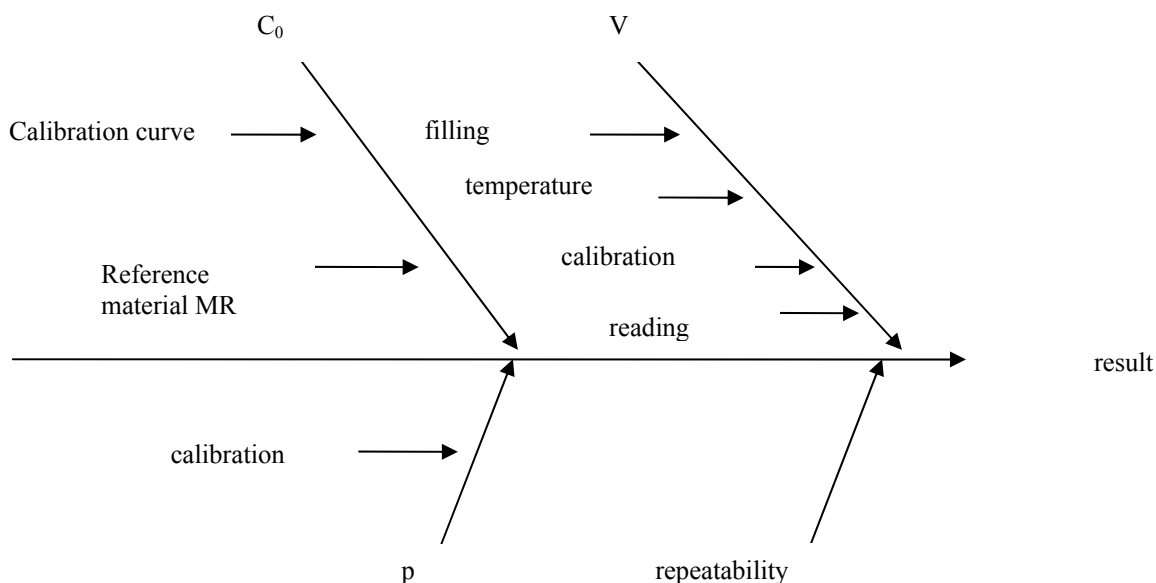 C₀
V
Calibration curve
filling
temperature
calibration
Reference
material MR
reading
result
calibration
p
repeatability